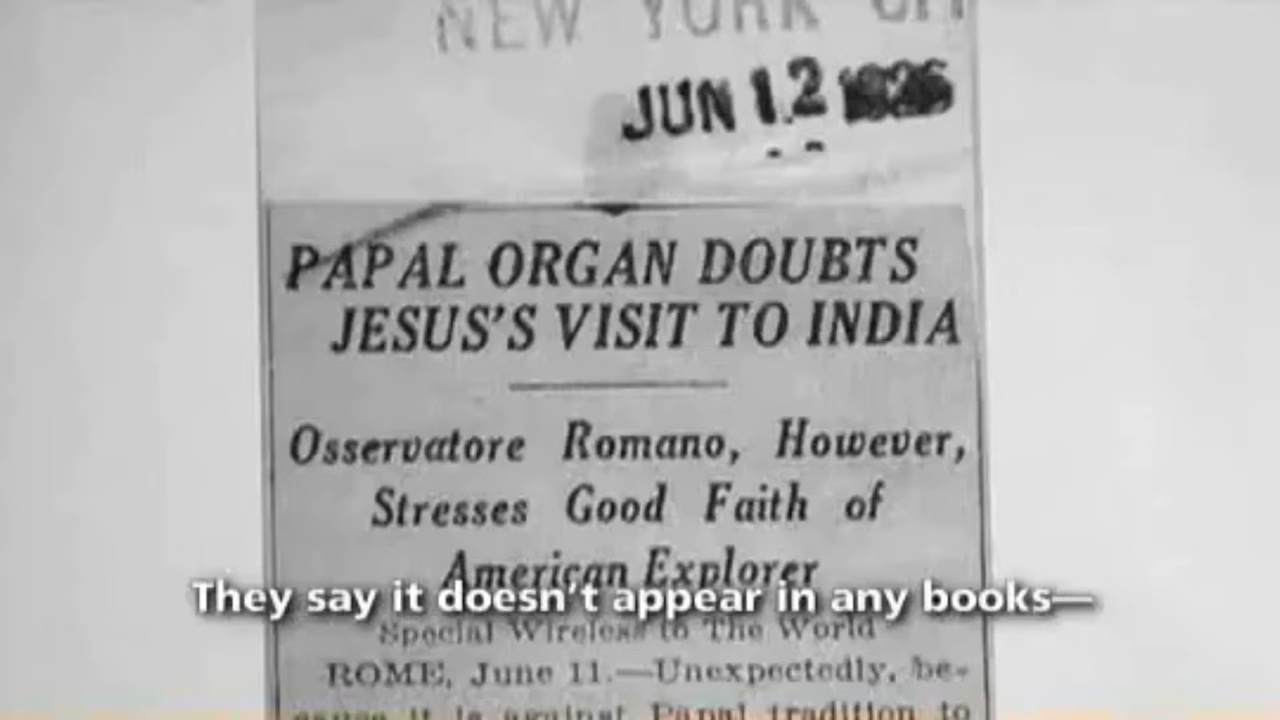 NEW YORK CIT
JUN 12 1926
PAPAL ORGAN DOUBTS
JESUS'S VISIT TO INDIA
Osservatore Romano, However,
Stresses Good Faith of
American Explorer
They say it doesn't appear in any books—
Special Wireless to The World
ROME, June 11.—Unexpectedly, be-
cause it is against Papal tradition to